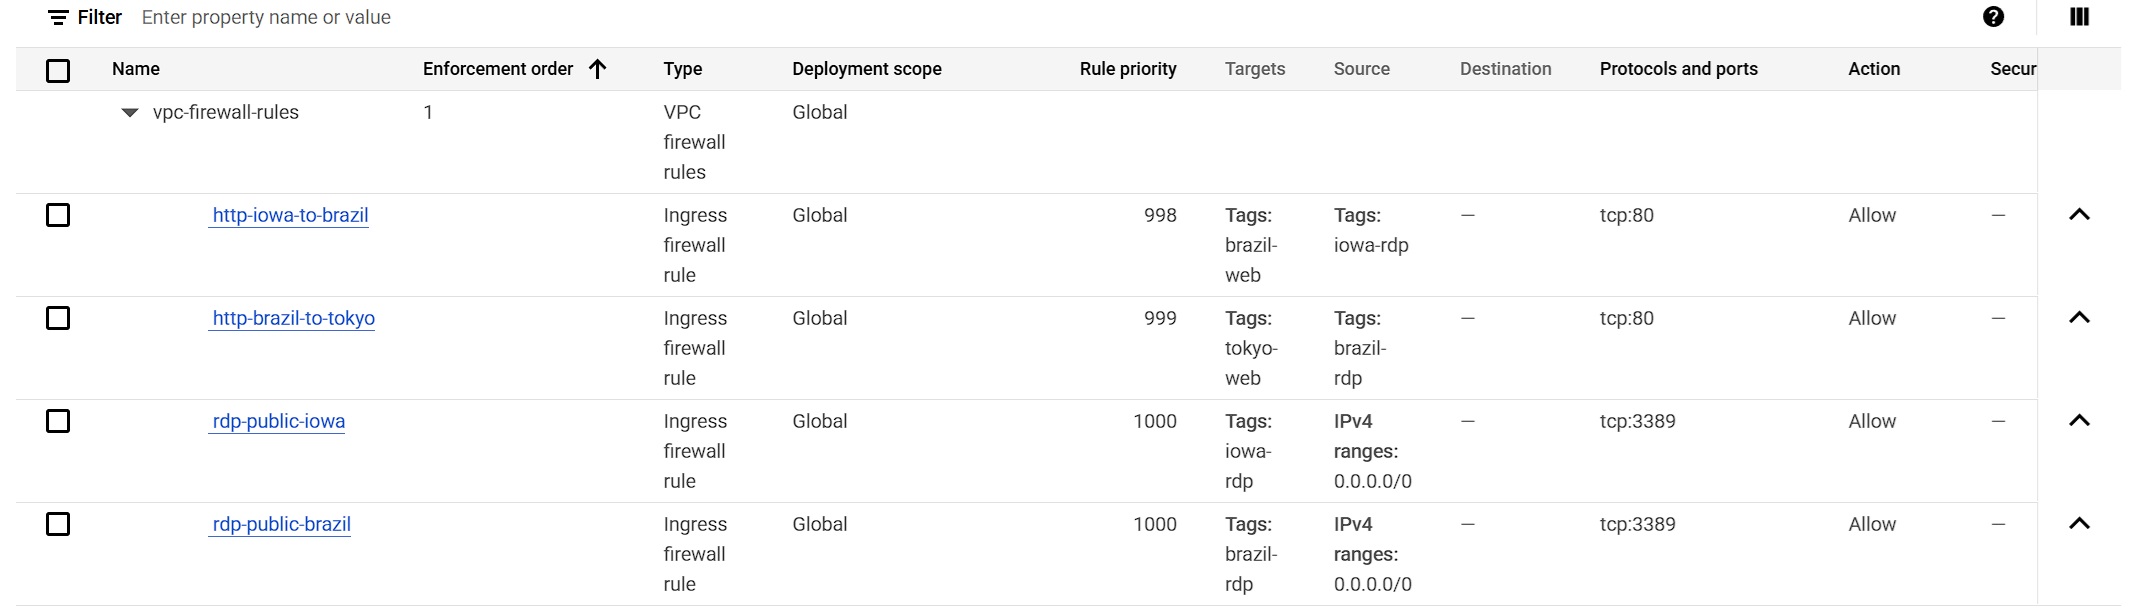 Filter Enter property name or value
Name Enforcement order Type Deployment scope Rule priority Targets Source Destination Protocols and ports Action Secur
vpc-firewall-rules 1 VPC firewall rules Global
http-iowa-to-brazil Ingress firewall rule Global 998 Tags: brazil-web Tags: iowa-rdp — tcp:80 Allow —
http-brazil-to-tokyo Ingress firewall rule Global 999 Tags: tokyo-web Tags: brazil-rdp — tcp:80 Allow —
rdp-public-iowa Ingress firewall rule Global 1000 Tags: iowa-rdp IPv4 ranges: 0.0.0.0/0 — tcp:3389 Allow —
rdp-public-brazil Ingress firewall rule Global 1000 Tags: brazil-rdp IPv4 ranges: 0.0.0.0/0 — tcp:3389 Allow —